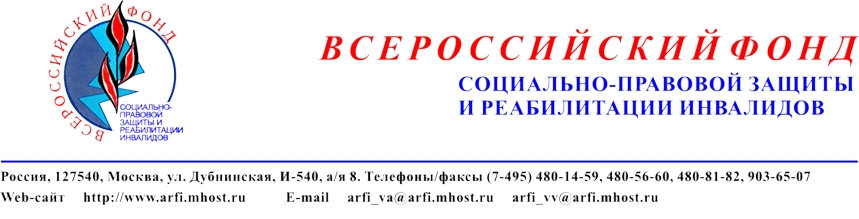 ВСЕРОССИЙСКИЙ ФОНД
СОЦИАЛЬНО-
ПРАВОВОЙ
ЗАЩИТЫ И
РЕАБИЛИТАЦИИ
ИНВАЛИДОВ
ВСЕРОССИЙСКИЙ ФОНД
СОЦИАЛЬНО-ПРАВОВОЙ ЗАЩИТЫ
И РЕАБИЛИТАЦИИ ИНВАЛИДОВ
Россия, 127540, Москва, ул. Дубнинская, И-540, а/я 8. Телефоны/факсы (7-495) 480-14-59, 480-56-60, 480-81-82, 903-65-07
Web-сайт http://www.arfi.mhost.ru E-mail arfi_va@arfi.mhost.ru arfi_vv@arfi.mhost.ru